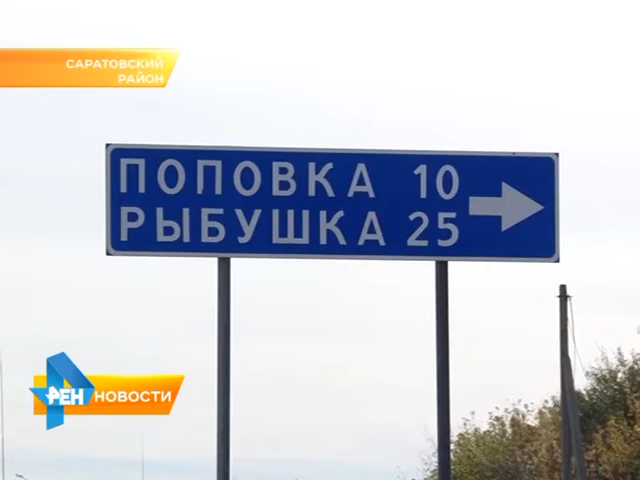 САРАТОВСКИЙ
РАЙОН
ПОПОВКА 10
РЫБУШКА 25
РЕН НОВОСТИ